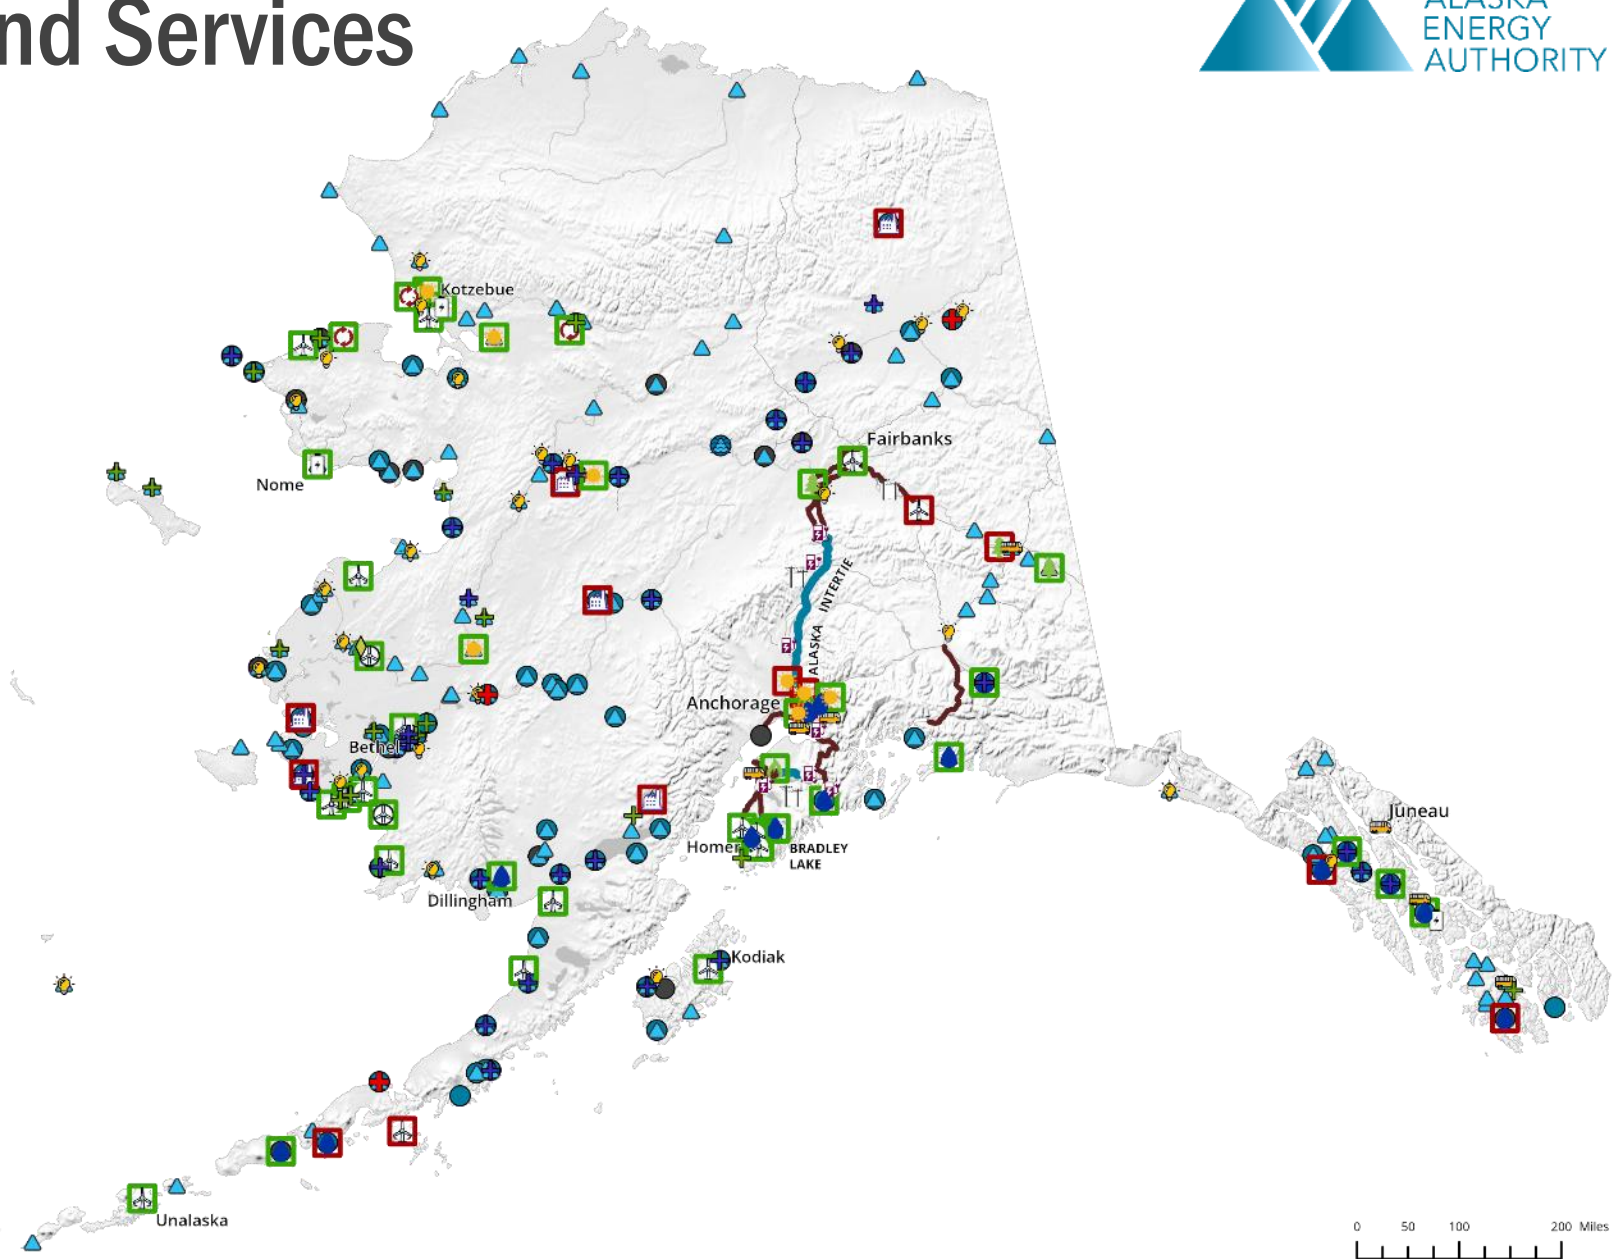 nd Services
ALASKA
ENERGY
AUTHORITY
Kotzebue
Fairbanks
Nome
ALASKA INTERTIE
Anchorage
Bethel
Juneau
Homer
BRADLEY
LAKE
Dillingham
Kodiak
Unalaska
0 50 100 200 Miles